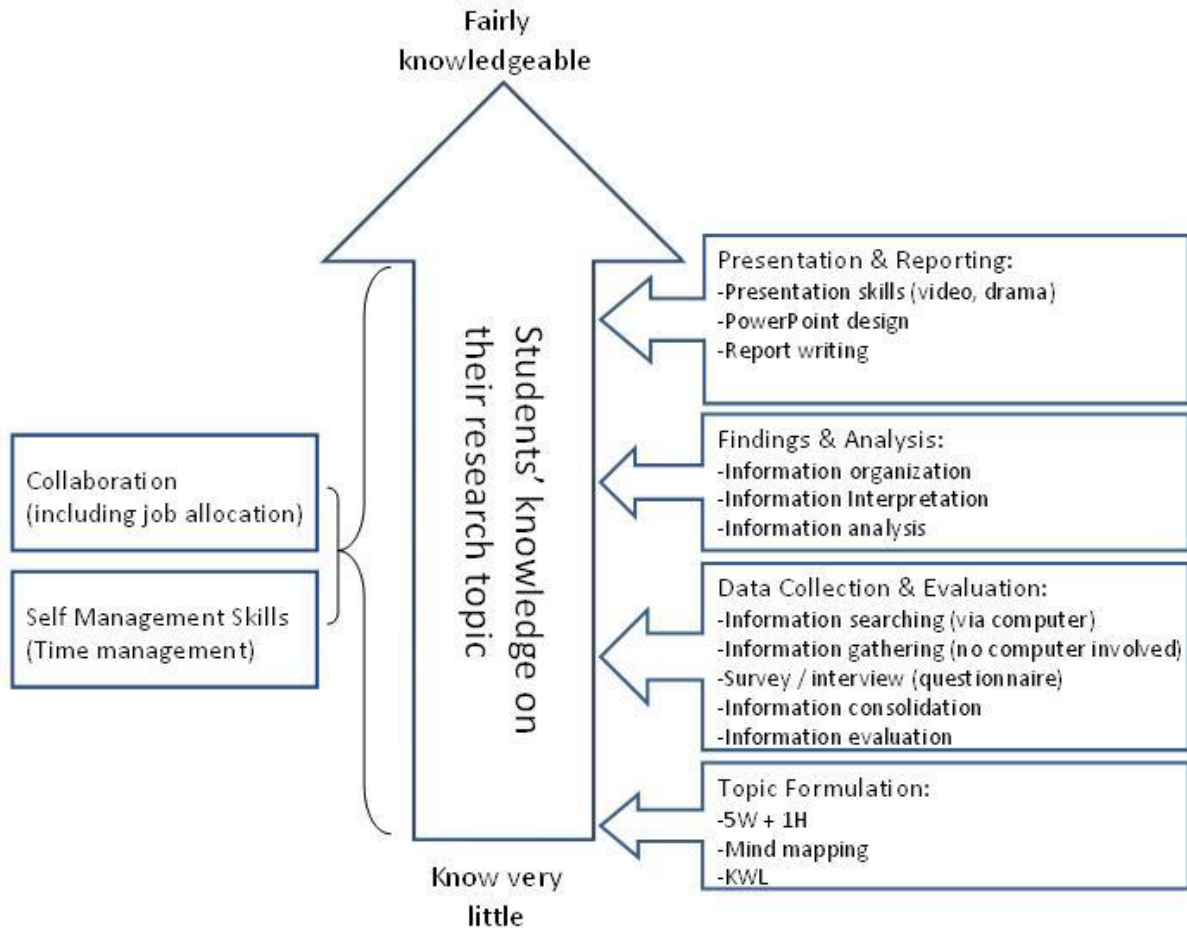 Fairly
knowledgeable
Students' knowledge on
their research topic
Know very
little
Collaboration
(including job allocation)
Self Management Skills
(Time management)
Presentation & Reporting:
-Presentation skills (video, drama)
-PowerPoint design
-Report writing
Findings & Analysis:
-Information organization
-Information Interpretation
-Information analysis
Data Collection & Evaluation:
-Information searching (via computer)
-Information gathering (no computer involved)
-Survey / interview (questionnaire)
-Information consolidation
-Information evaluation
Topic Formulation:
-5W + 1H
-Mind mapping
-KWL